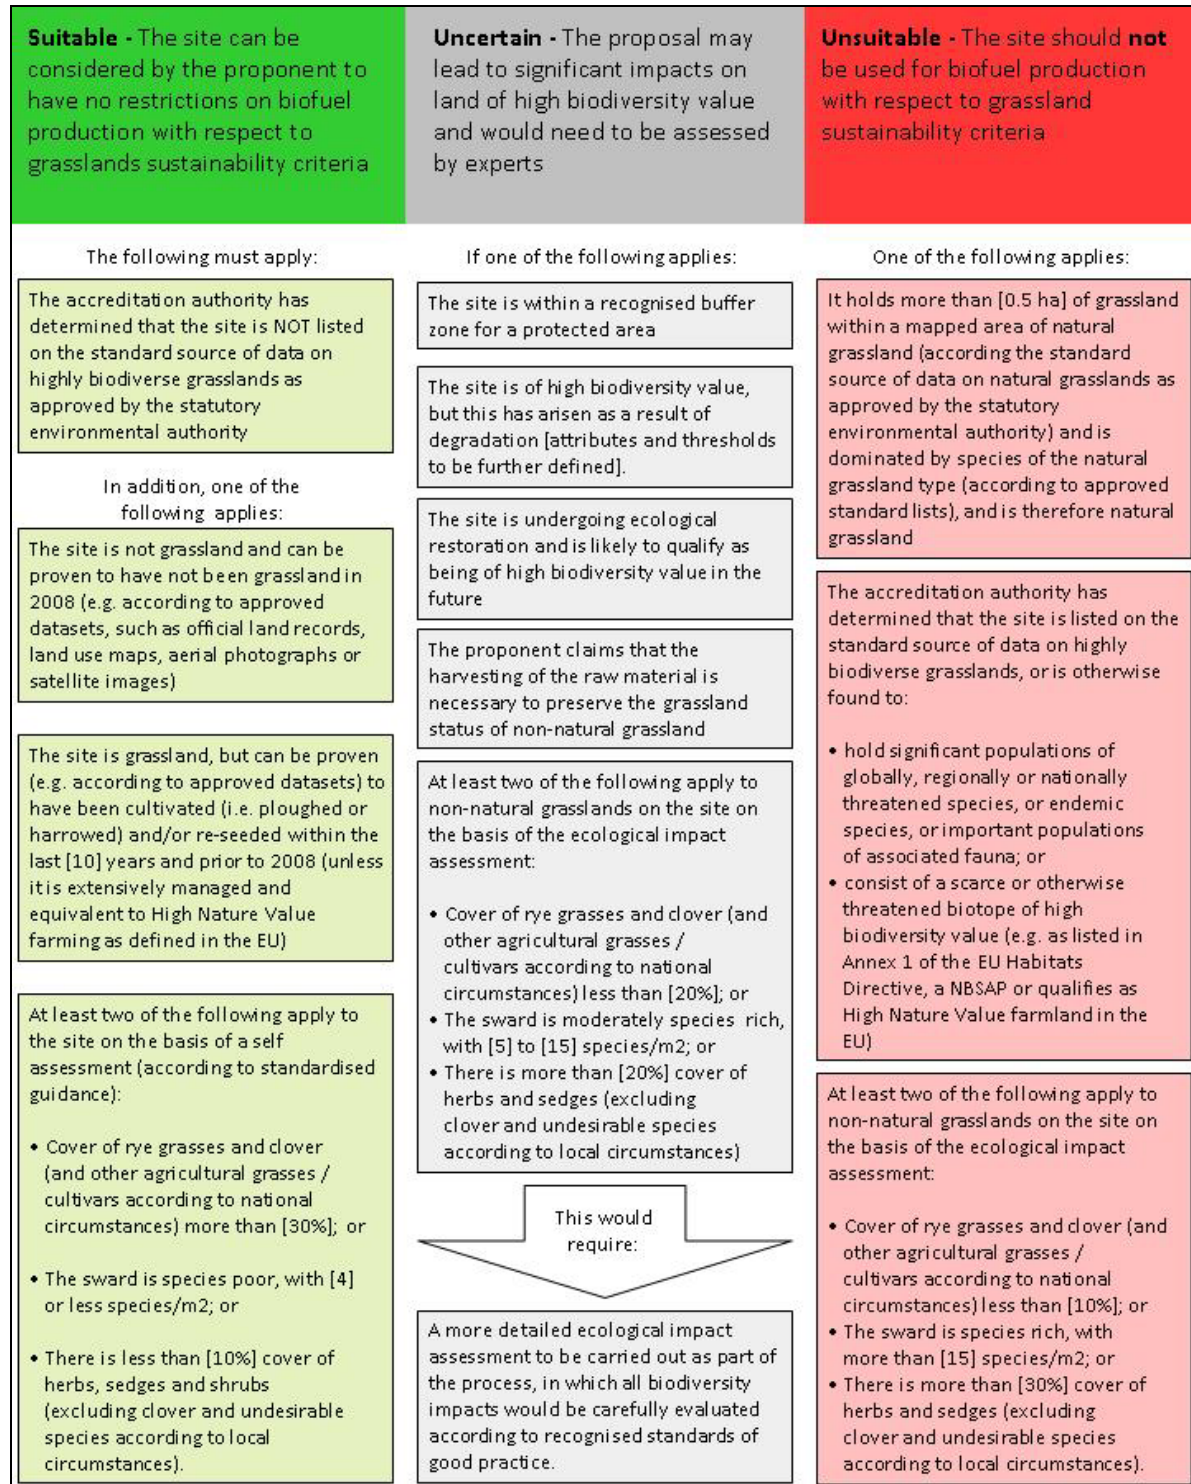 Suitable - The site can be
considered by the proponent to
have no restrictions on biofuel
production with respect to
grasslands sustainability criteria
The following must apply:
The accreditation authority has
determined that the site is NOT listed
on the standard source of data on
highly biodiverse grasslands as
approved by the statutory
environmental authority
In addition, one of the
following applies:
The site is not grassland and can be
proven to have not been grassland in
2008 (e.g. according to approved
datasets, such as official land records,
land use maps, aerial photographs or
satellite images)
The site is grassland, but can be proven
(e.g. according to approved datasets) to
have been cultivated (i.e. ploughed or
harrowed) and/or re-seeded within the
last [10] years and prior to 2008 (unless
it is extensively managed and
equivalent to High Nature Value
farming as defined in the EU)
At least two of the following apply to
the site on the basis of a self
assessment (according to standardised
guidance):
• Cover of rye grasses and clover
(and other agricultural grasses /
cultivars according to national
circumstances) more than [30%]; or
• The sward is species poor, with [4]
or less species/m2; or
• There is less than [10%] cover of
herbs, sedges and shrubs
(excluding clover and undesirable
species according to local
circumstances).
Uncertain - The proposal may
lead to significant impacts on
land of high biodiversity value
and would need to be assessed
by experts
If one of the following applies:
The site is within a recognised buffer
zone for a protected area
The site is of high biodiversity value,
but this has arisen as a result of
degradation [attributes and thresholds
to be further defined].
The site is undergoing ecological
restoration and is likely to qualify as
being of high biodiversity value in the
future
The proponent claims that the
harvesting of the raw material is
necessary to preserve the grassland
status of non-natural grassland
At least two of the following apply to
non-natural grasslands on the site on
the basis of the ecological impact
assessment:
• Cover of rye grasses and clover (and
other agricultural grasses /
cultivars according to national
circumstances) less than [20%]; or
• The sward is moderately species rich,
with [5] to [15] species/m2; or
• There is more than [20%] cover of
herbs and sedges (excluding
clover and undesirable species
according to local circumstances)
This would
require:
A more detailed ecological impact
assessment to be carried out as part of
the process, in which all biodiversity
impacts would be carefully evaluated
according to recognised standards of
good practice.
Unsuitable - The site should not
be used for biofuel production
with respect to grassland
sustainability criteria
One of the following applies:
It holds more than [0.5 ha] of grassland
within a mapped area of natural
grassland (according the standard
source of data on natural grasslands as
approved by the statutory
environmental authority) and is
dominated by species of the natural
grassland type (according to approved
standard lists), and is therefore natural
grassland
The accreditation authority has
determined that the site is listed on the
standard source of data on highly
biodiverse grasslands, or is otherwise
found to:
• hold significant populations of
globally, regionally or nationally
threatened species, or endemic
species, or important populations
of associated fauna; or
• consist of a scarce or otherwise
threatened biotope of high
biodiversity value (e.g. as listed in
Annex 1 of the EU Habitats
Directive, a NBSAP or qualifies as
High Nature Value farmland in the
EU)
At least two of the following apply to
non-natural grasslands on the site on
the basis of the ecological impact
assessment:
• Cover of rye grasses and clover (and
other agricultural grasses /
cultivars according to national
circumstances) less than [10%]; or
• The sward is species rich, with
more than [15] species/m2; or
• There is more than [30%] cover of
herbs and sedges (excluding
clover and undesirable species
according to local circumstances).